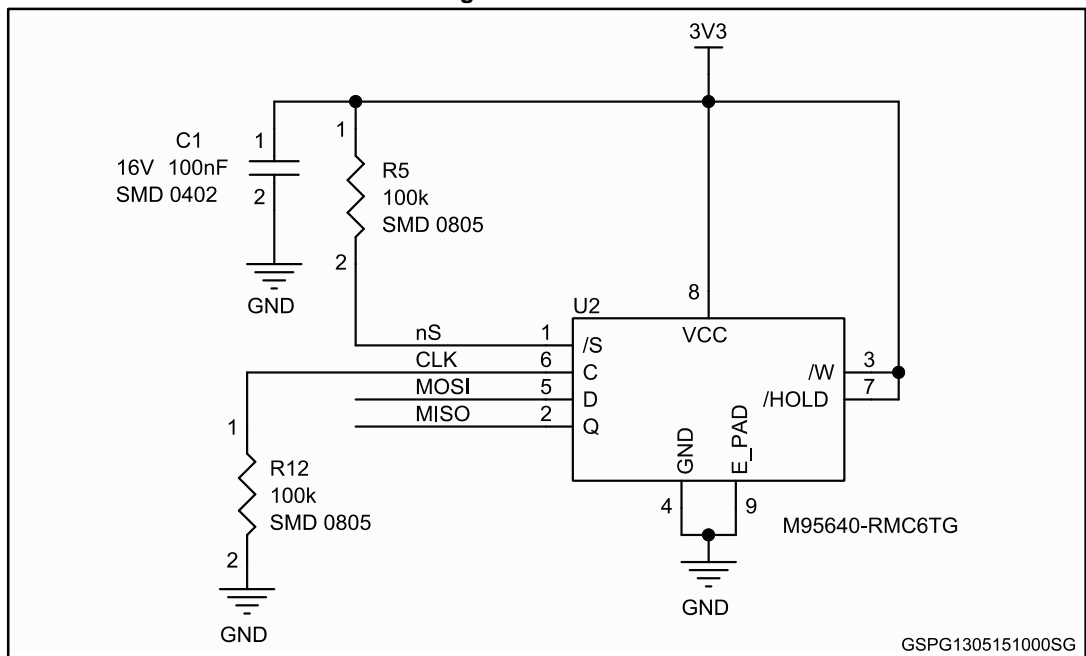 3V3
C1
16V 100nF
SMD 0402
1
2
GND
1
R5
100k
SMD 0805
2
U2
8
VCC
nS
1
/S
CLK
6
C
MOSI
5
D
MISO
2
Q
/W
3
/HOLD
7
GND
E_PAD
4
9
M95640-RMC6TG
GND
1
R12
100k
SMD 0805
2
GND
GSPG1305151000SG